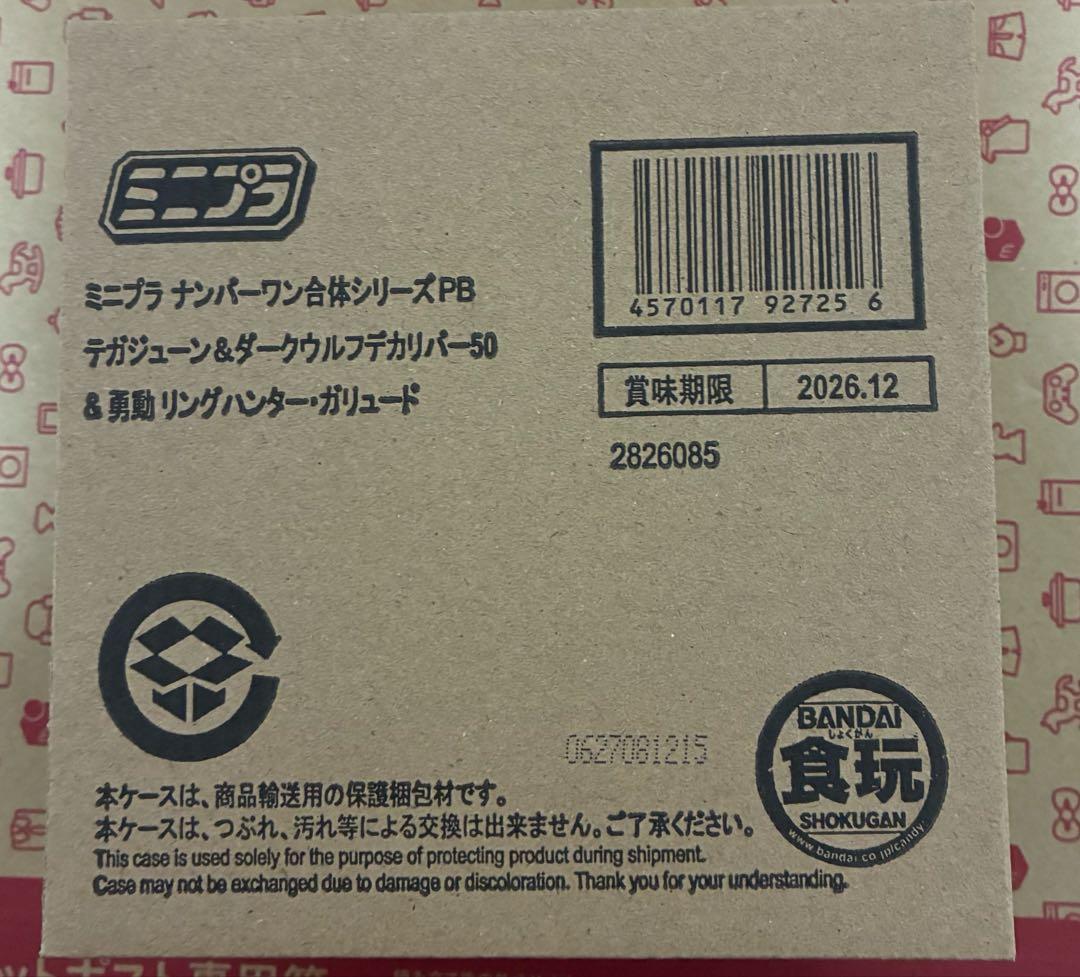 ミニプラ
ミニプラ ナンバーワン合体シリーズPB
テガジューン&ダークウルフデカリバー50
& 勇動 リングハンター・ガリュード
4570117 92725 6
賞味期限 2026.12
2826085
0627081215
BANDAI
しょくがん
食玩
SHOKUGAN
www.bandai.co.jp/candy/
本ケースは、商品輸送用の保護梱包材です。
本ケースは、つぶれ、汚れ等による交換は出来ません。ご了承ください。
This case is used solely for the purpose of protecting product during shipment.
Case may not be exchanged due to damage or discoloration. Thank you for your understanding.